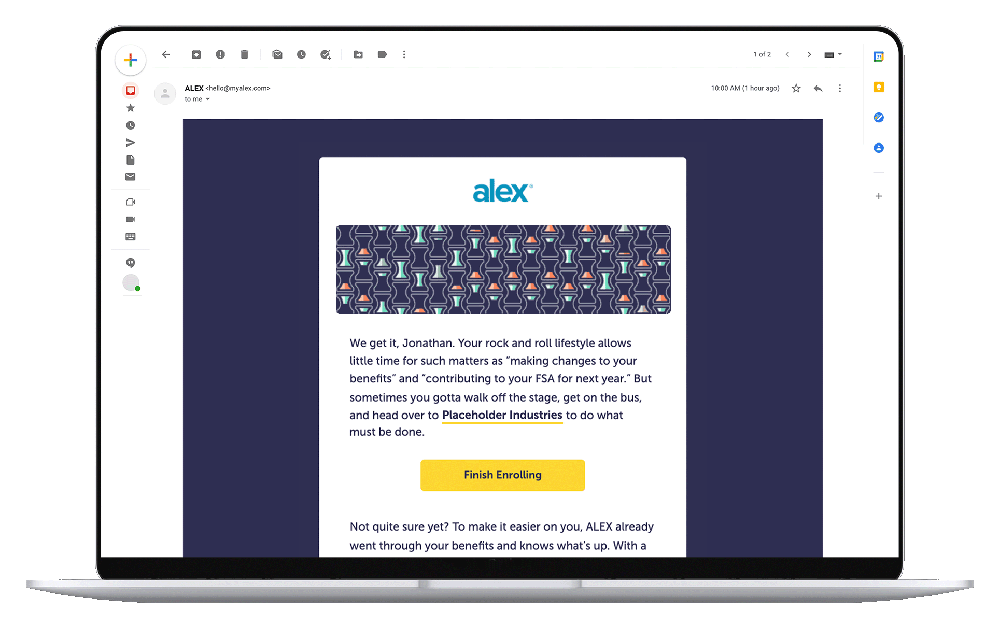 1 of 2
31
ALEX <hello@myalex.com>
10:00 AM (1 hour ago)
to me
alex®
We get it, Jonathan. Your rock and roll lifestyle allows
little time for such matters as “making changes to your
benefits” and “contributing to your FSA for next year.” But
sometimes you gotta walk off the stage, get on the bus,
and head over to Placeholder Industries to do what
must be done.
Finish Enrolling
Not quite sure yet? To make it easier on you, ALEX already
went through your benefits and knows what’s up. With a